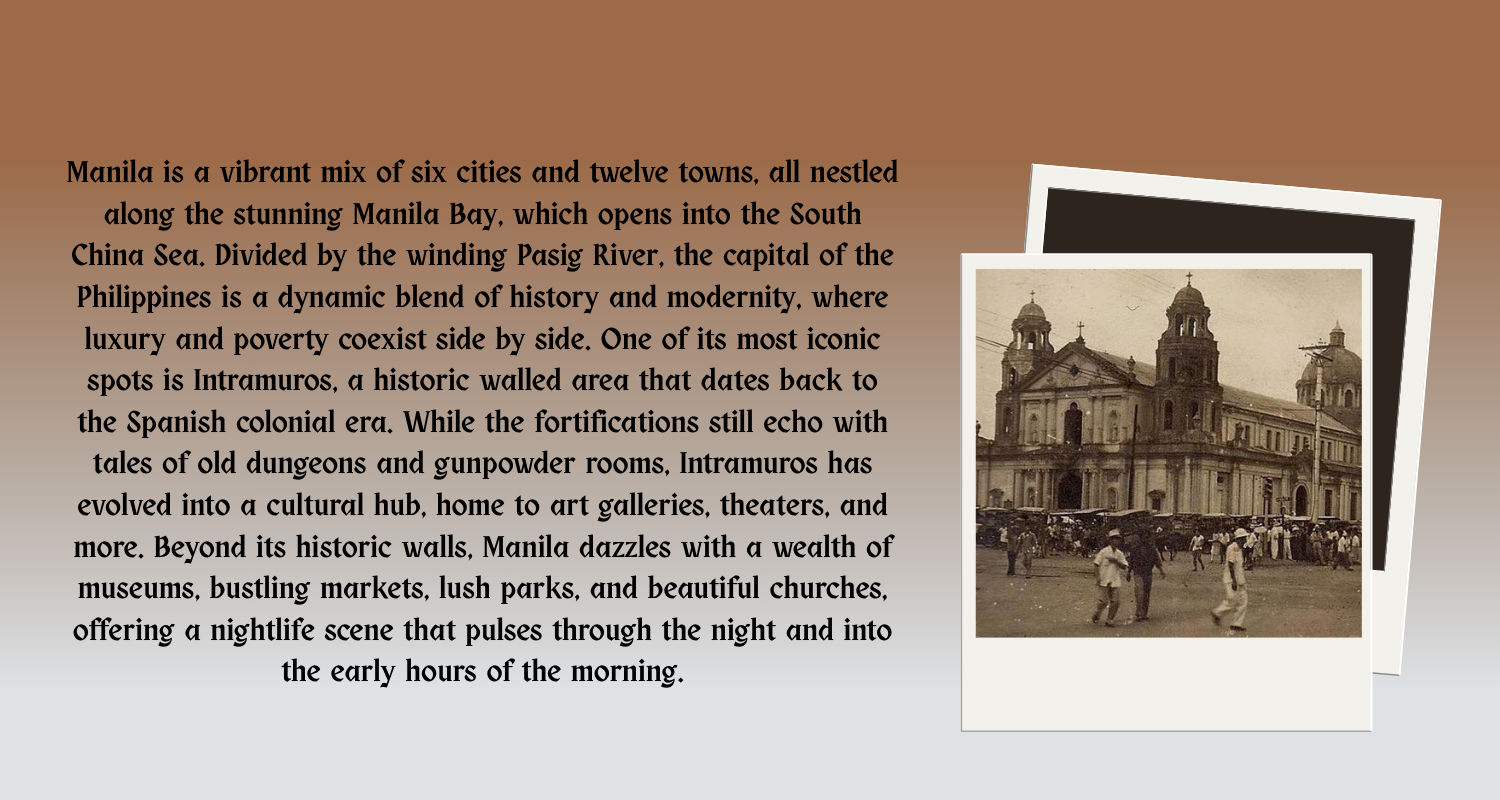 Manila is a vibrant mix of six cities and twelve towns, all nestled
along the stunning Manila Bay, which opens into the South
China Sea. Divided by the winding Pasig River, the capital of the
Philippines is a dynamic blend of history and modernity, where
luxury and poverty coexist side by side. One of its most iconic
spots is Intramuros, a historic walled area that dates back to
the Spanish colonial era. While the fortifications still echo with
tales of old dungeons and gunpowder rooms, Intramuros has
evolved into a cultural hub, home to art galleries, theaters, and
more. Beyond its historic walls, Manila dazzles with a wealth of
museums, bustling markets, lush parks, and beautiful churches,
offering a nightlife scene that pulses through the night and into
the early hours of the morning.